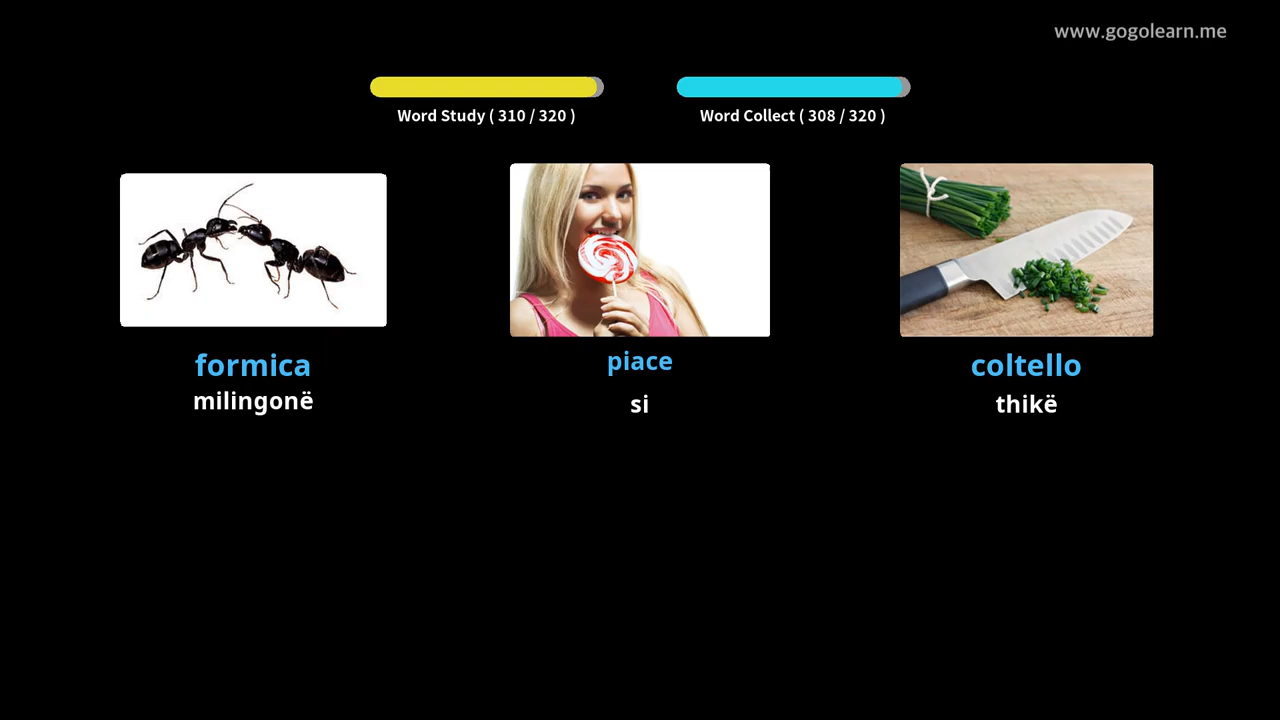 www.gogolearn.me
Word Study ( 310 / 320 )
Word Collect ( 308 / 320 )
formica
milingonë
piace
si
coltello
thikë